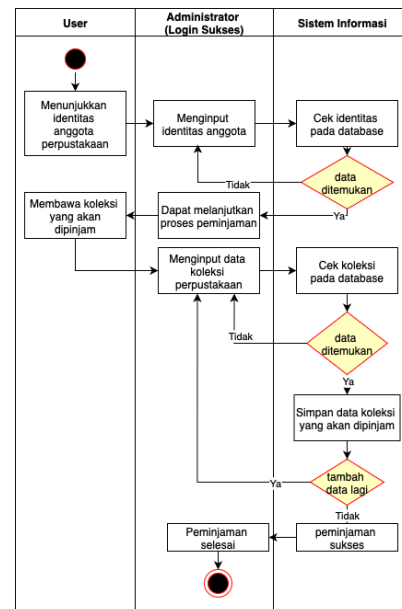 User
Administrator
(Login Sukses)
Sistem Informasi
Menunjukkan
identitas
anggota
perpustakaan
Menginput
identitas anggota
Cek identitas
pada database
data
ditemukan
Tidak
Ya
Membawa koleksi
yang akan
dipinjam
Dapat melanjutkan
proses peminjaman
Menginput data
koleksi
perpustakaan
Cek koleksi
pada database
data
ditemukan
Tidak
Ya
Simpan data koleksi
yang akan dipinjam
tambah
data lagi
Ya
Tidak
Peminjaman
selesai
peminjaman
sukses